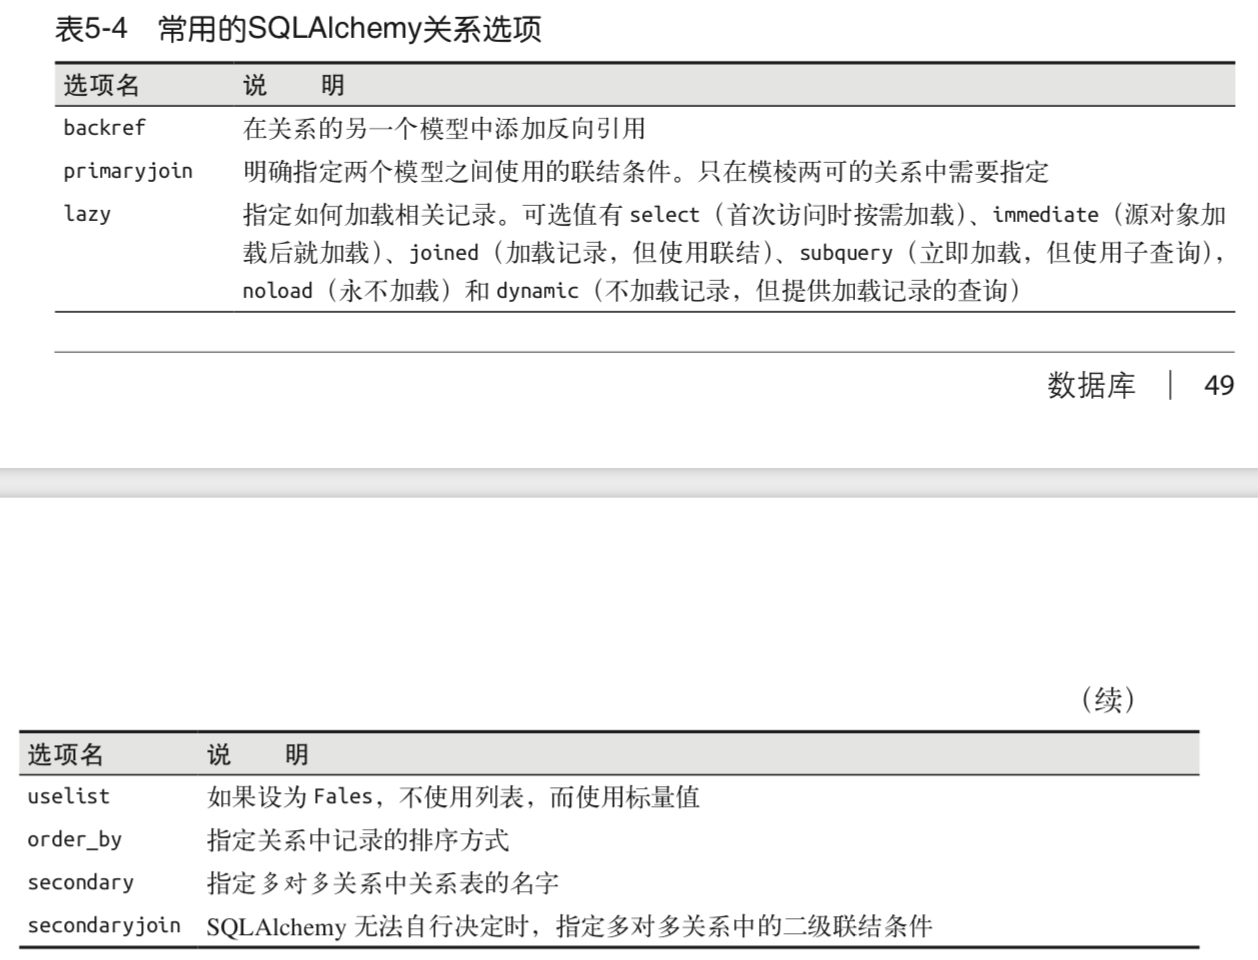 表5-4 常用的SQLAlchemy关系选项
选项名 说 明
backref 在关系的另一个模型中添加反向引用
primaryjoin 明确指定两个模型之间使用的联结条件。只在模棱两可的关系中需要指定
lazy 指定如何加载相关记录。可选值有 select（首次访问时按需加载）、immediate（源对象加
载后就加载）、joined（加载记录，但使用联结）、subquery（立即加载，但使用子查询），
noload（永不加载）和 dynamic（不加载记录，但提供加载记录的查询）
数据库 | 49
（续）
选项名 说 明
uselist 如果设为 Fales，不使用列表，而使用标量值
order_by 指定关系中记录的排序方式
secondary 指定多对多关系中关系表的名字
secondaryjoin SQLAlchemy 无法自行决定时，指定多对多关系中的二级联结条件